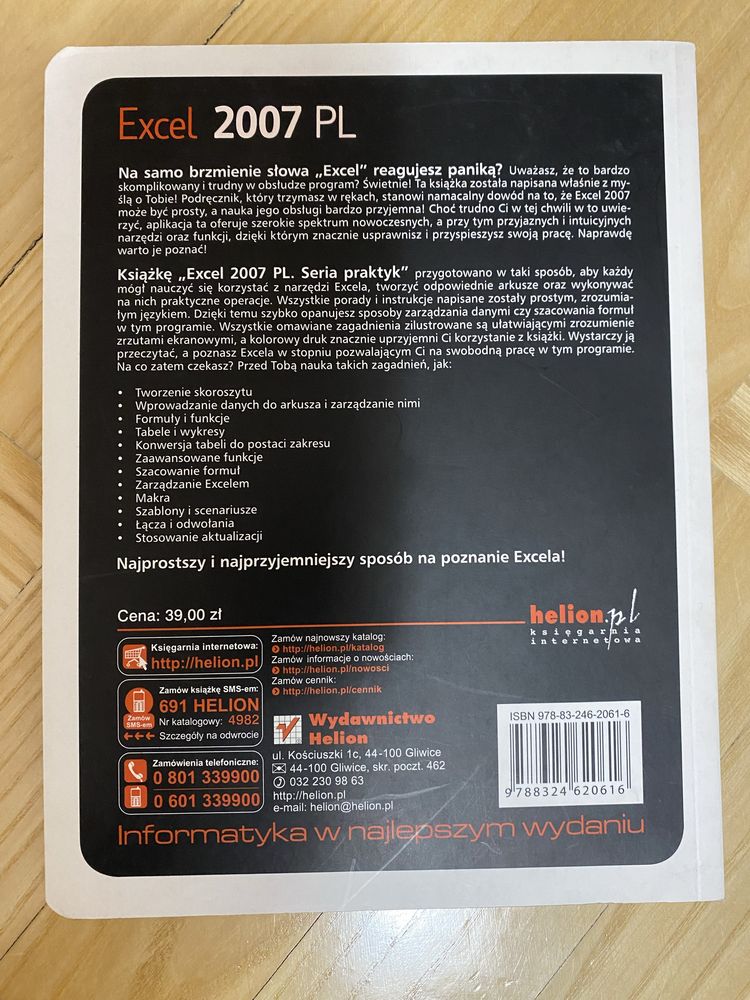 Excel 2007 PL
Na samo brzmienie słowa „Excel” reagujesz paniką? Uważasz, że to bardzo
skomplikowany i trudny w obsłudze program? Świetnie! Ta książka została napisana właśnie z my-
ślą o Tobie! Podręcznik, który trzymasz w rękach, stanowi namacalny dowód na to, że Excel 2007
może być prosty, a nauka jego obsługi bardzo przyjemna! Choć trudno Ci w tej chwili w to uwie-
rzyć, aplikacja ta oferuje szerokie spektrum nowoczesnych, a przy tym przyjaznych i intuicyjnych
narzędzi oraz funkcji, dzięki którym znacznie usprawnisz i przyspieszysz swoją pracę. Naprawdę
warto je poznać!
Książkę „Excel 2007 PL. Seria praktyk” przygotowano w taki sposób, aby każdy
mógł nauczyć się korzystać z narzędzi Excela, tworzyć odpowiednie arkusze oraz wykonywać
na nich praktyczne operacje. Wszystkie porady i instrukcje napisane zostały prostym, zrozumia-
łym językiem. Dzięki temu szybko opanujesz sposoby zarządzania danymi czy szacowania formuł
w tym programie. Wszystkie omawiane zagadnienia zilustrowane są ułatwiającymi zrozumienie
zrzutami ekranowymi, a kolorowy druk znacznie uprzyjemni Ci korzystanie z książki. Wystarczy ją
przeczytać, a poznasz Excela w stopniu pozwalającym Ci na swobodną pracę w tym programie.
Na co zatem czekasz? Przed Tobą nauka takich zagadnień, jak:
• Tworzenie skoroszytu
• Wprowadzanie danych do arkusza i zarządzanie nimi
• Formuły i funkcje
• Tabele i wykresy
• Konwersja tabeli do postaci zakresu
• Zaawansowane funkcje
• Szacowanie formuł
• Zarządzanie Excelem
• Makra
• Szablony i scenariusze
• Łącza i odwołania
• Stosowanie aktualizacji
Najprostszy i najprzyjemniejszy sposób na poznanie Excela!
Cena: 39,00 zł
helion.pl
księgarnia
internetowa
Księgarnia internetowa:
http://helion.pl
Zamów książkę SMS-em:
691 HELION
Nr katalogowy: 4982
Zamów
SMS-em
Szczegóły na odwrocie
Zamówienia telefoniczne:
0 801 339900
0 601 339900
Zamów najnowszy katalog:
http://helion.pl/katalog
Zamów informacje o nowościach:
http://helion.pl/nowosci
Zamów cennik:
http://helion.pl/cennik
Wydawnictwo
Helion
ul. Kościuszki 1c, 44-100 Gliwice
44-100 Gliwice, skr. poczt. 462
032 230 98 63
http://helion.pl
e-mail: helion@helion.pl
ISBN 978-83-246-2061-6
9 788324 620616
Informatyka w najlepszym wydaniu